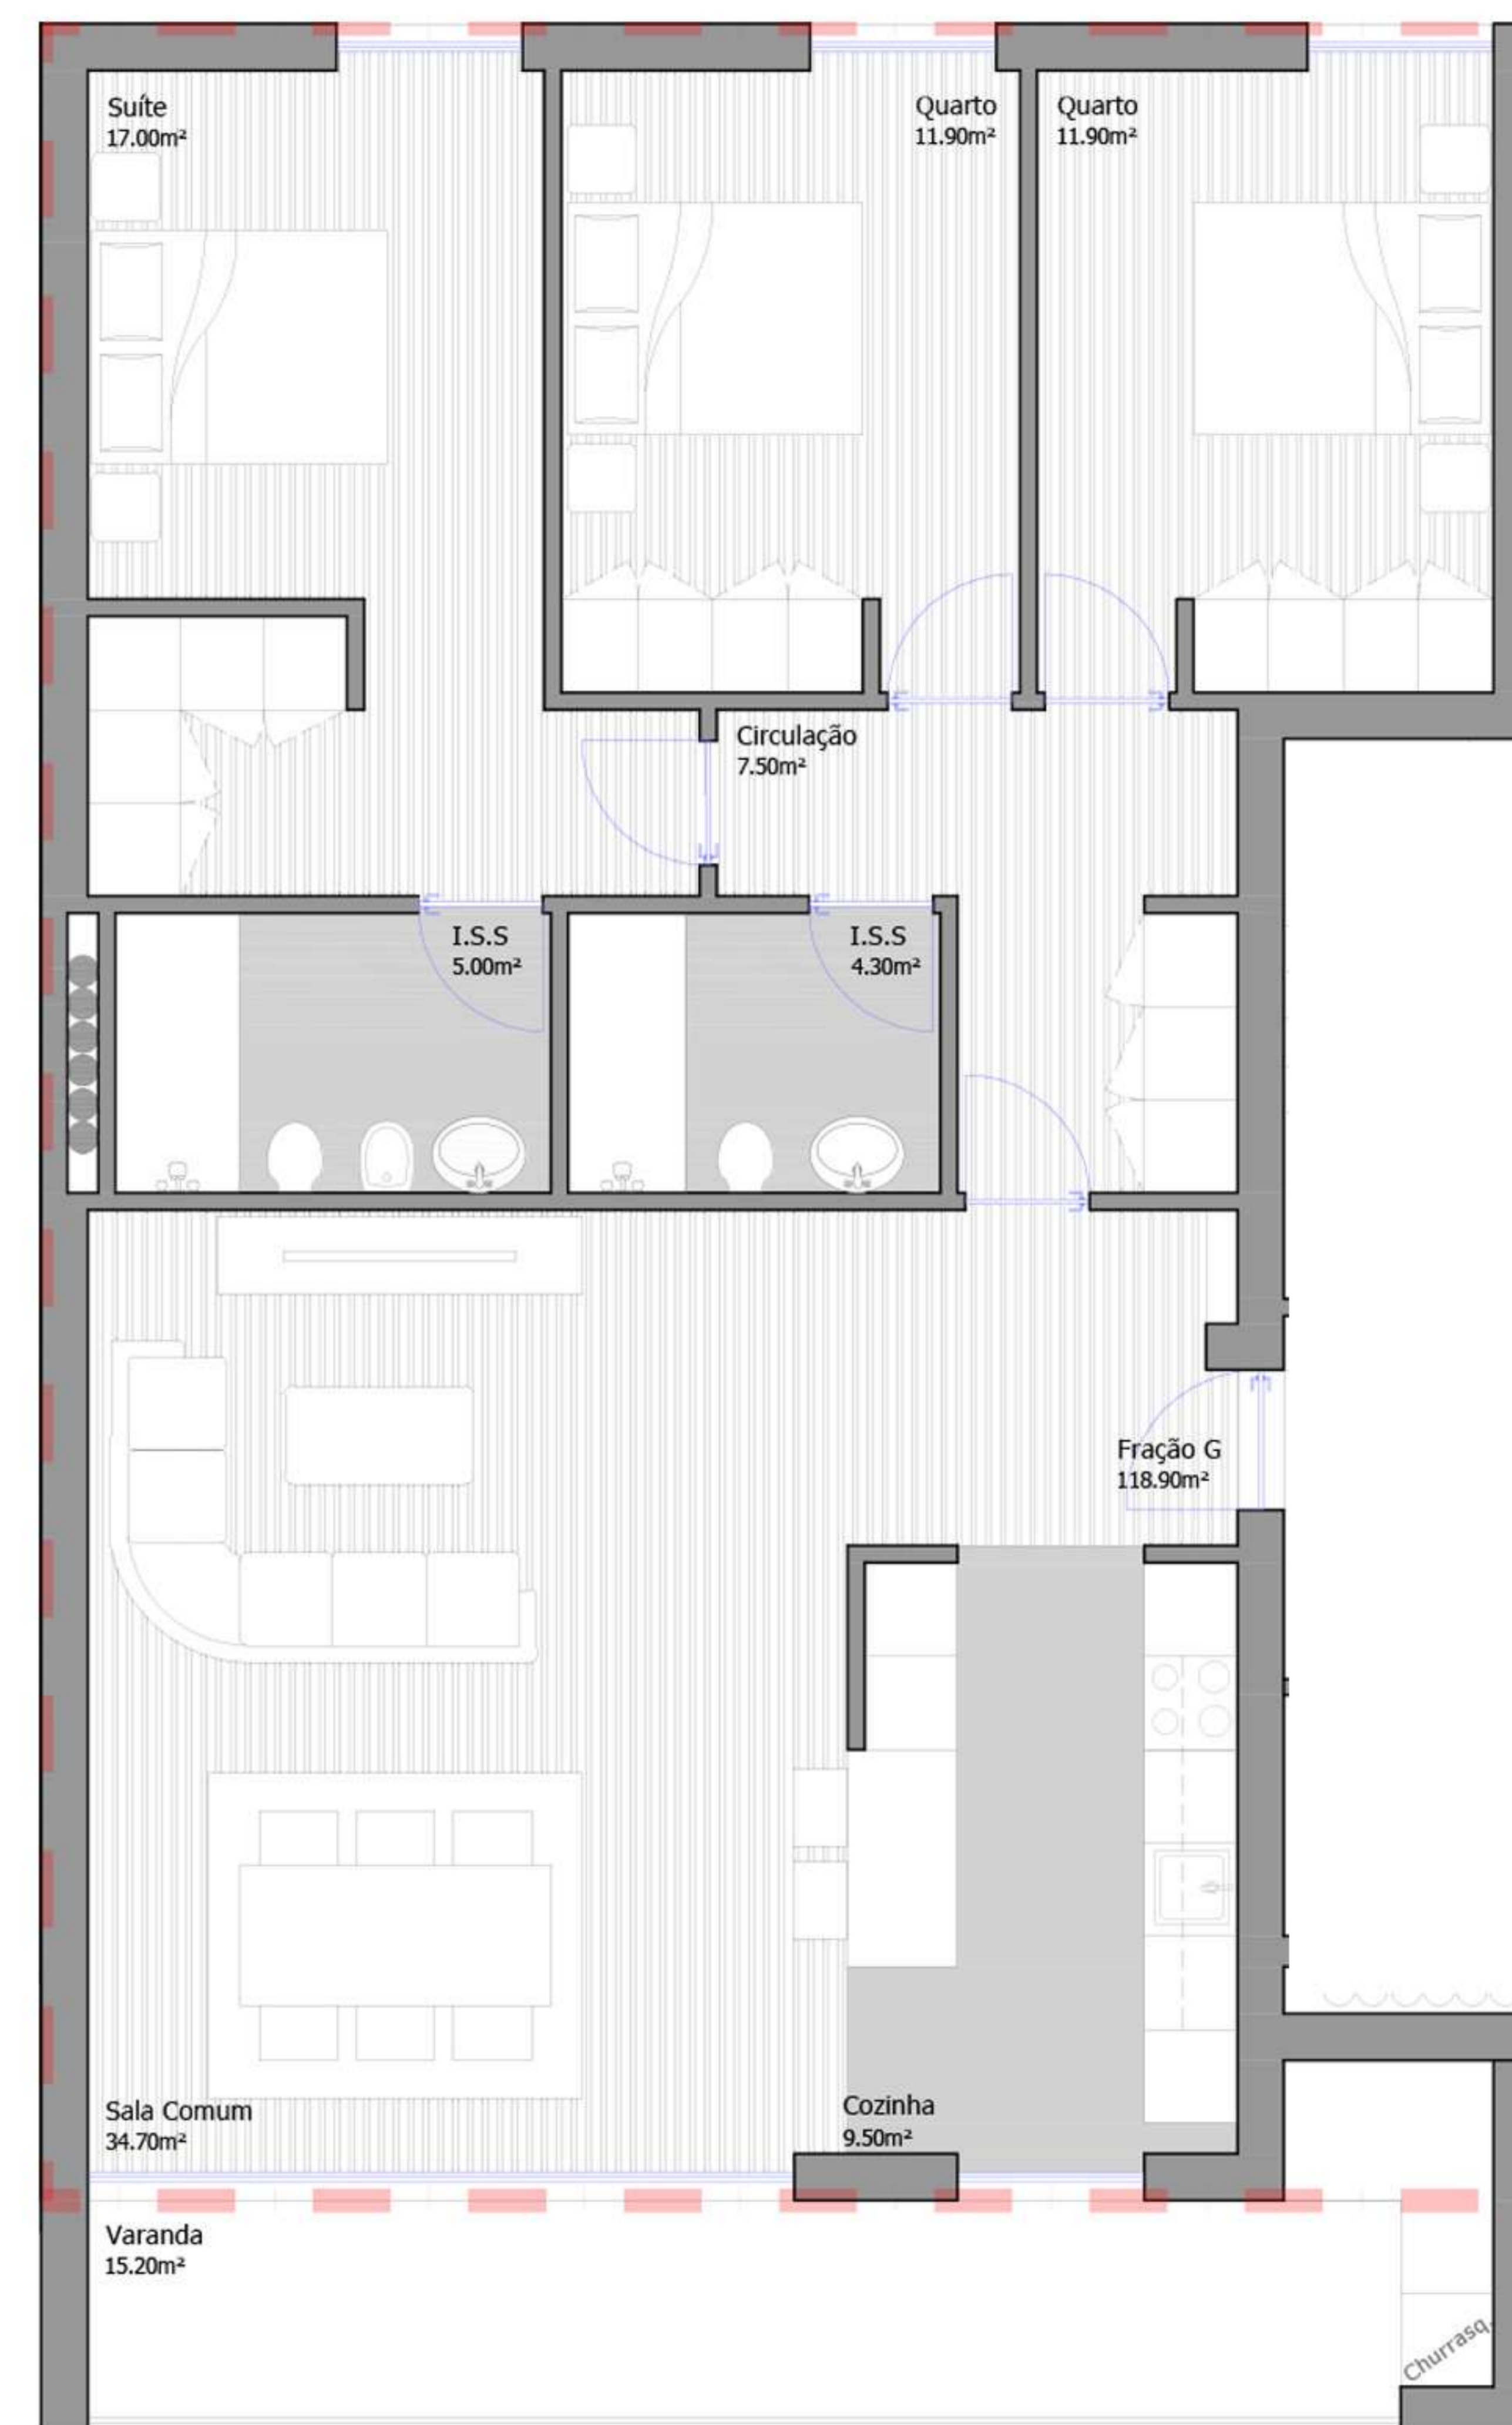 Suíte
17.00m²
Quarto
11.90m²
Quarto
11.90m²
Circulação
7.50m²
I.S.S
5.00m²
I.S.S
4.30m²
Fração G
118.90m²
Sala Comum
34.70m²
Cozinha
9.50m²
Varanda
15.20m²
Churrasq.